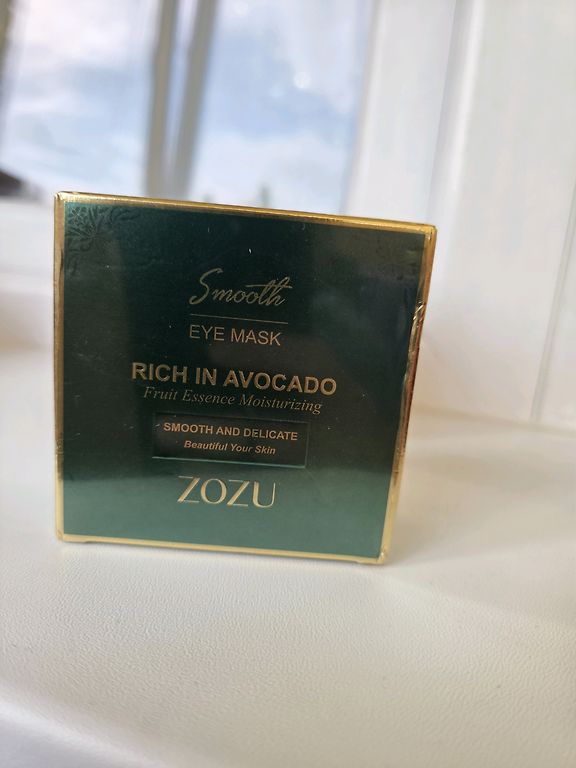 Smooth
EYE MASK
RICH IN AVOCADO
Fruit Essence Moisturizing
SMOOTH AND DELICATE
Beautiful Your Skin
ZOZU